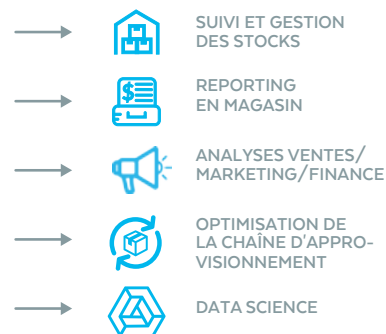 SUIVI ET GESTION
DES STOCKS
$
REPORTING
EN MAGASIN
ANALYSES VENTES/
MARKETING/FINANCE
OPTIMISATION DE
LA CHAÎNE D'APPRO-
VISIONNEMENT
DATA SCIENCE